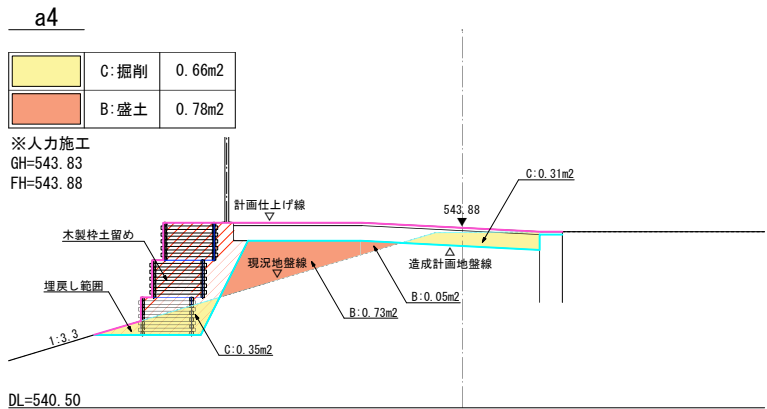 a4
C:掘削 0.66m2
B:盛土 0.78m2
※人力施工
GH=543.83
FH=543.88
C:0.31m2
計画仕上げ線
543.88
木製枠土留め
現況地盤線
造成計画地盤線
埋戻し範囲
B:0.05m2
B:0.73m2
1:3.3
C:0.35m2
DL=540.50